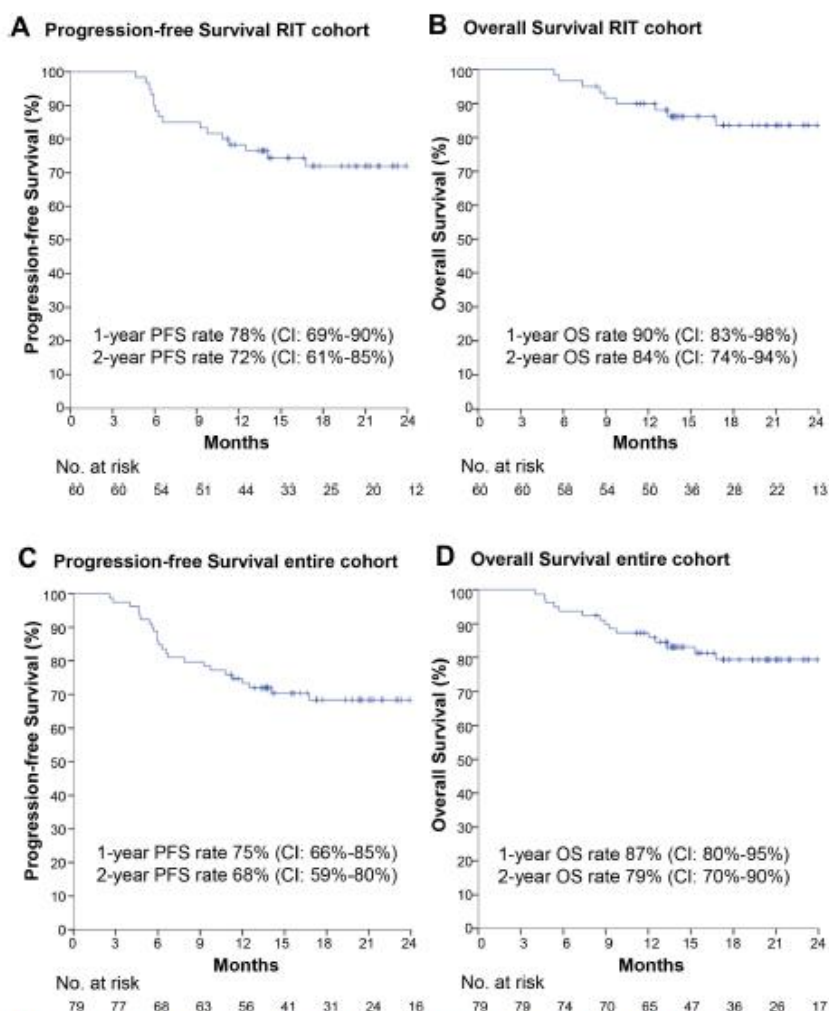 A Progression-free Survival RIT cohort
Progression-free Survival (%)
100
90
80
70
60
50
40
30
20
10
0
1-year PFS rate 78% (CI: 69%-90%)
2-year PFS rate 72% (CI: 61%-85%)
0 3 6 9 12 15 18 21 24
Months
No. at risk
60 60 54 51 44 33 25 20 12
B Overall Survival RIT cohort
Overall Survival (%)
100
90
80
70
60
50
40
30
20
10
0
1-year OS rate 90% (CI: 83%-98%)
2-year OS rate 84% (CI: 74%-94%)
0 3 6 9 12 15 18 21 24
Months
No. at risk
60 60 58 54 50 36 28 22 13
C Progression-free Survival entire cohort
Progression-free Survival (%)
100
90
80
70
60
50
40
30
20
10
0
1-year PFS rate 75% (CI: 66%-85%)
2-year PFS rate 68% (CI: 59%-80%)
0 3 6 9 12 15 18 21 24
Months
No. at risk
79 77 68 63 56 41 31 24 16
D Overall Survival entire cohort
Overall Survival (%)
100
90
80
70
60
50
40
30
20
10
0
1-year OS rate 87% (CI: 80%-95%)
2-year OS rate 79% (CI: 70%-90%)
0 3 6 9 12 15 18 21 24
Months
No. at risk
79 79 74 70 65 47 36 26 17